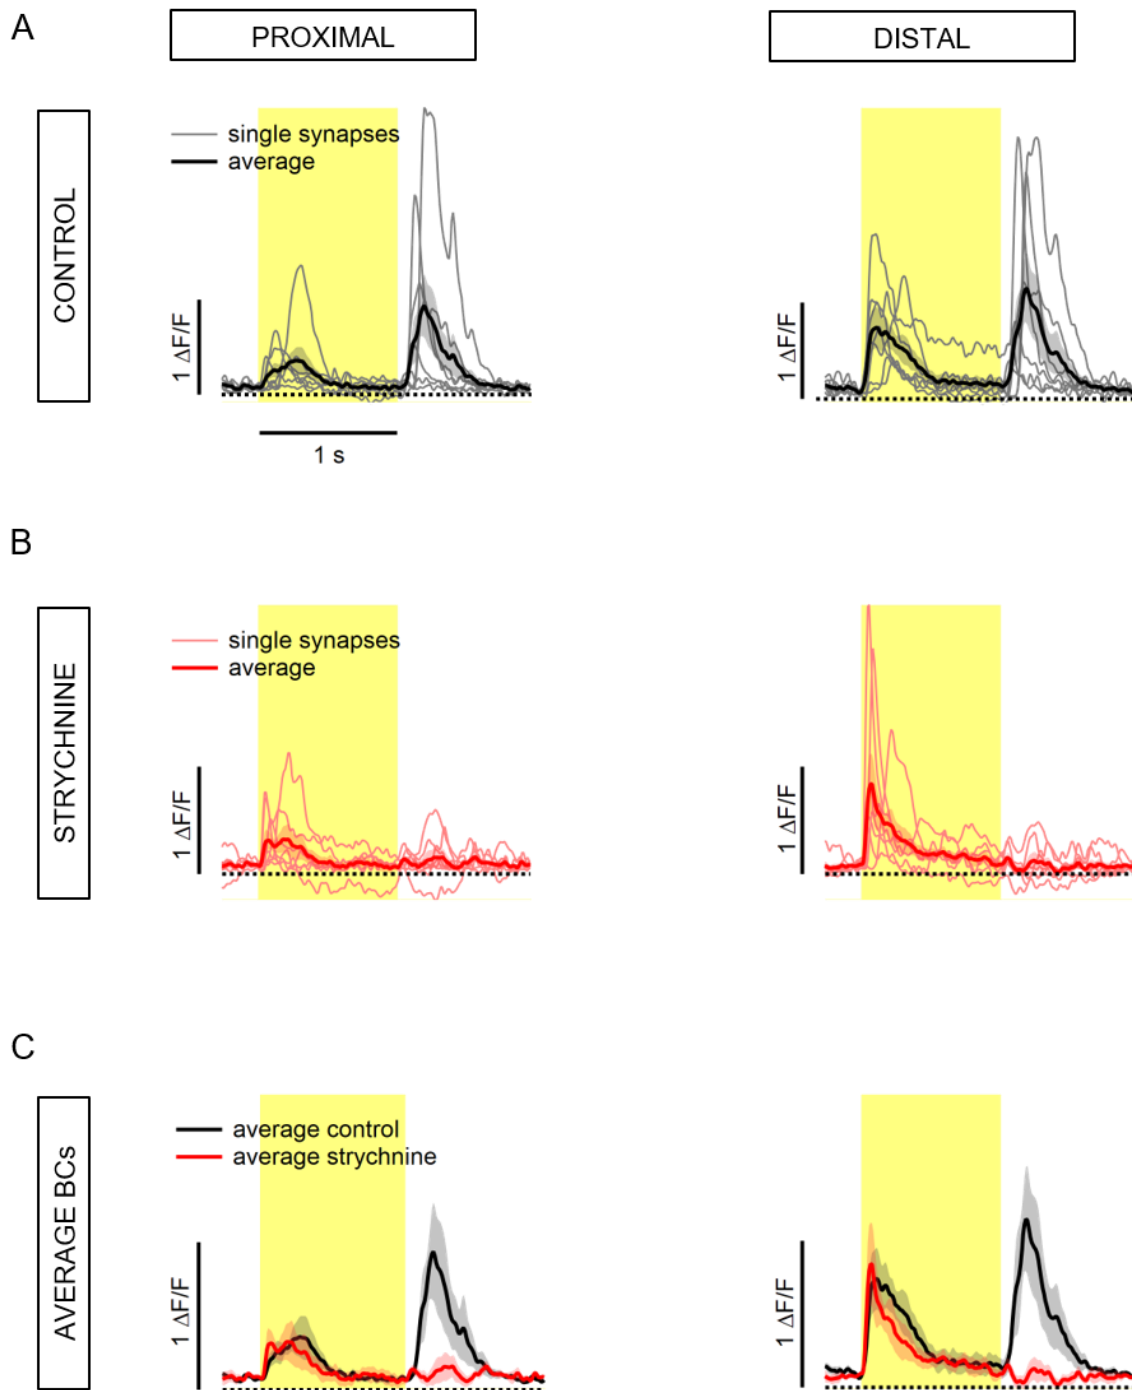 A
PROXIMAL
DISTAL
CONTROL
single synapses
average
1 ΔF/F
1 ΔF/F
1 s
B
STRYCHNINE
single synapses
average
1 ΔF/F
1 ΔF/F
C
AVERAGE BCs
average control
average strychnine
1 ΔF/F
1 ΔF/F